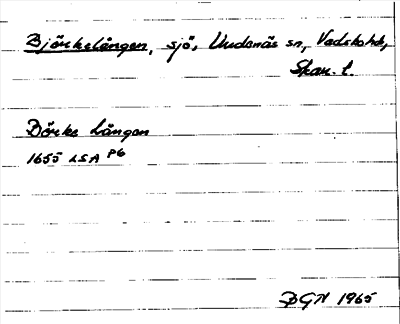 Björkelången, sjö, Undenäs sn, Vadsbo hd,
Skar. l.
Börke Lången
1655 LSA P6
DGN 1965